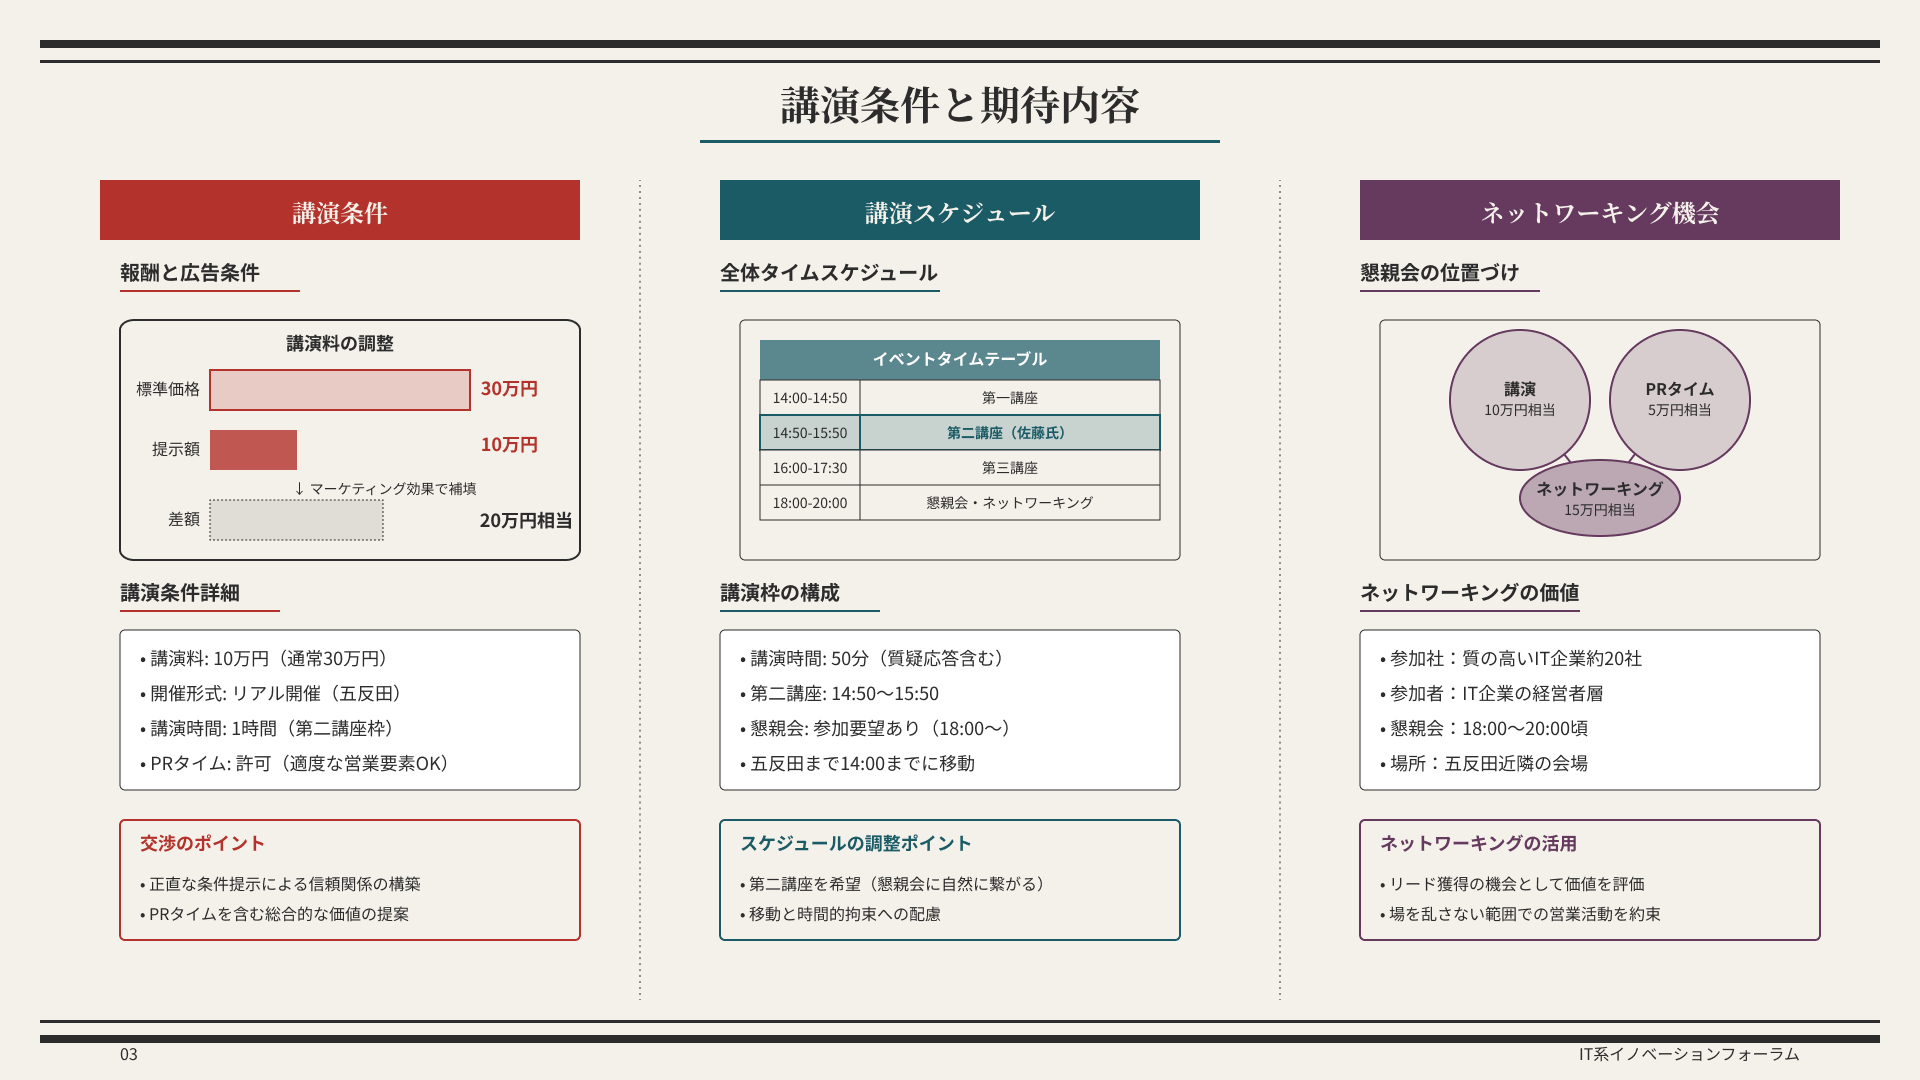 講演条件と期待内容
講演条件
報酬と広告条件
講演料の調整
標準価格
30万円
提示額
10万円
↓ マーケティング効果で補填
差額
20万円相当
講演条件詳細
• 講演料: 10万円（通常30万円）
• 開催形式: リアル開催（五反田）
• 講演時間: 1時間（第二講座枠）
• PRタイム: 許可（適度な営業要素OK）
交渉のポイント
• 正直な条件提示による信頼関係の構築
• PRタイムを含む総合的な価値の提案
講演スケジュール
全体タイムスケジュール
イベントタイムテーブル
14:00-14:50 第一講座
14:50-15:50 第二講座（佐藤氏）
16:00-17:30 第三講座
18:00-20:00 懇親会・ネットワーキング
講演枠の構成
• 講演時間: 50分（質疑応答含む）
• 第二講座: 14:50〜15:50
• 懇親会: 参加要望あり（18:00〜）
• 五反田まで14:00までに移動
スケジュールの調整ポイント
• 第二講座を希望（懇親会に自然に繋がる）
• 移動と時間的拘束への配慮
ネットワーキング機会
懇親会の位置づけ
講演
10万円相当
PRタイム
5万円相当
ネットワーキング
15万円相当
ネットワーキングの価値
• 参加社：質の高いIT企業約20社
• 参加者：IT企業の経営者層
• 懇親会：18:00〜20:00頃
• 場所：五反田近隣の会場
ネットワーキングの活用
• リード獲得の機会として価値を評価
• 場を乱さない範囲での営業活動を約束
03
IT系イノベーションフォーラム